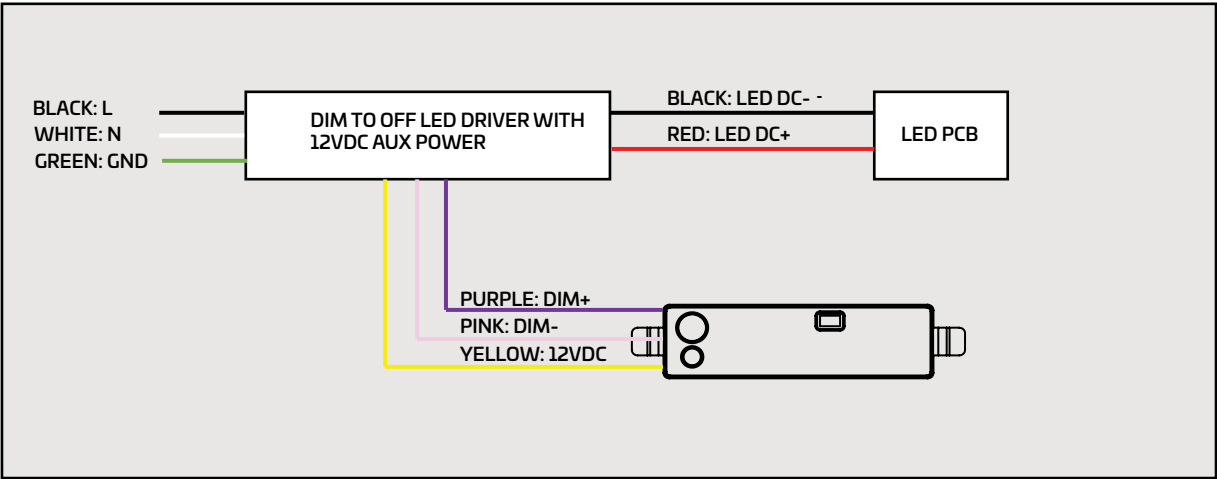 BLACK: L
WHITE: N
GREEN: GND
DIM TO OFF LED DRIVER WITH
12VDC AUX POWER
BLACK: LED DC- -
RED: LED DC+
LED PCB
PURPLE: DIM+
PINK: DIM-
YELLOW: 12VDC